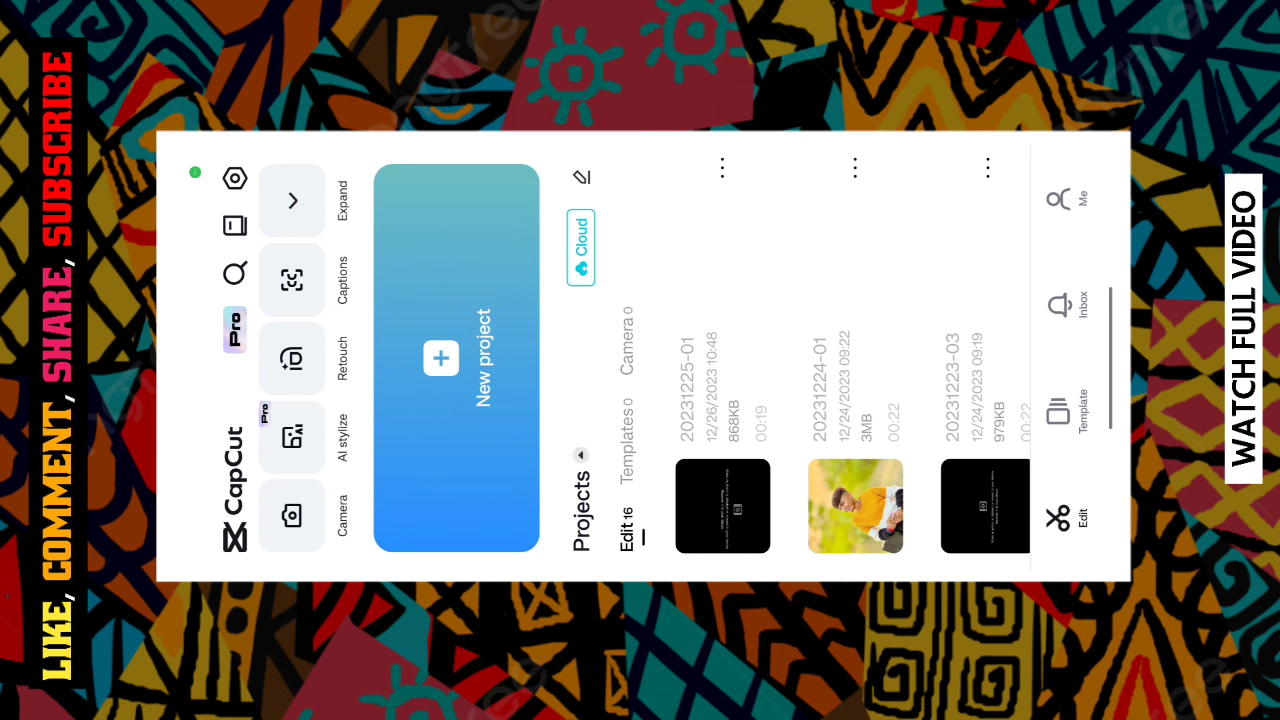 LIKE, COMMENT, SHARE, SUBSCRIBE
CapCut
Pro
Camera
AI stylize
Pro
Retouch
Captions
Expand
New project
Projects
Cloud
Edit 16
Templates 0
Camera 0
20231225-01
12/26/2023 10:48
868KB
00:19
20231224-01
12/24/2023 09:22
3MB
00:22
20231223-03
12/24/2023 09:19
979KB
00:22
Edit
Template
Inbox
Me
WATCH FULL VIDEO